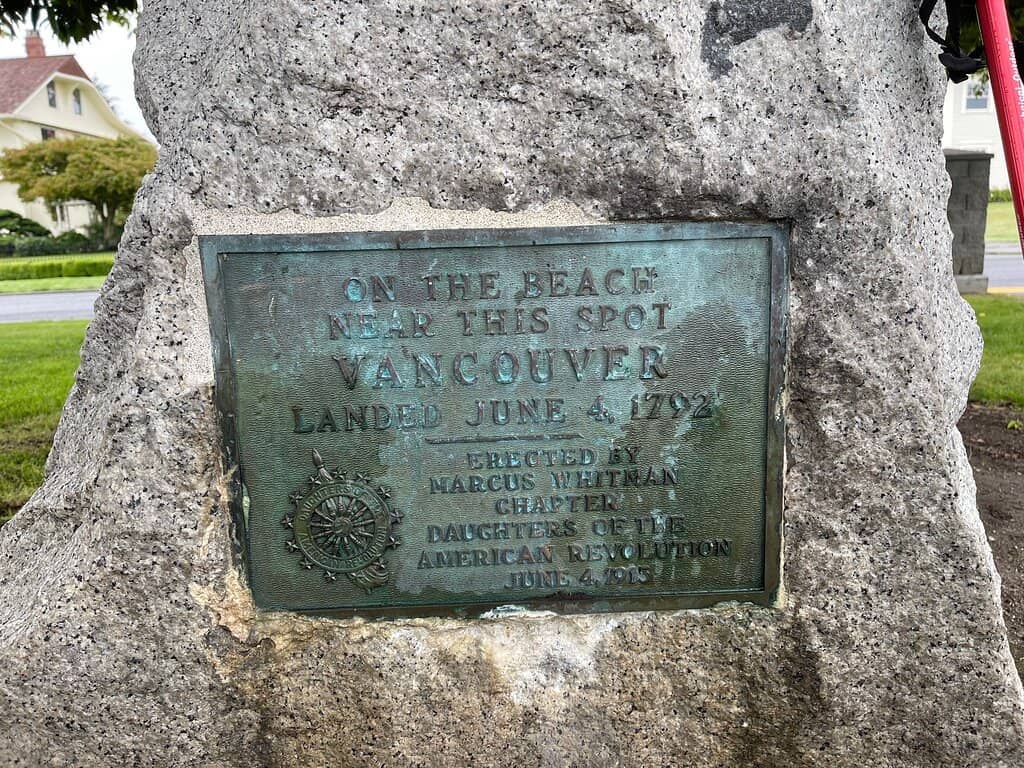 ON THE BEACH
NEAR THIS SPOT
VANCOUVER
LANDED JUNE 4, 1792
ERECTED BY
MARCUS WHITMAN
CHAPTER
DAUGHTERS OF THE
AMERICAN REVOLUTION
JUNE 4, 1915